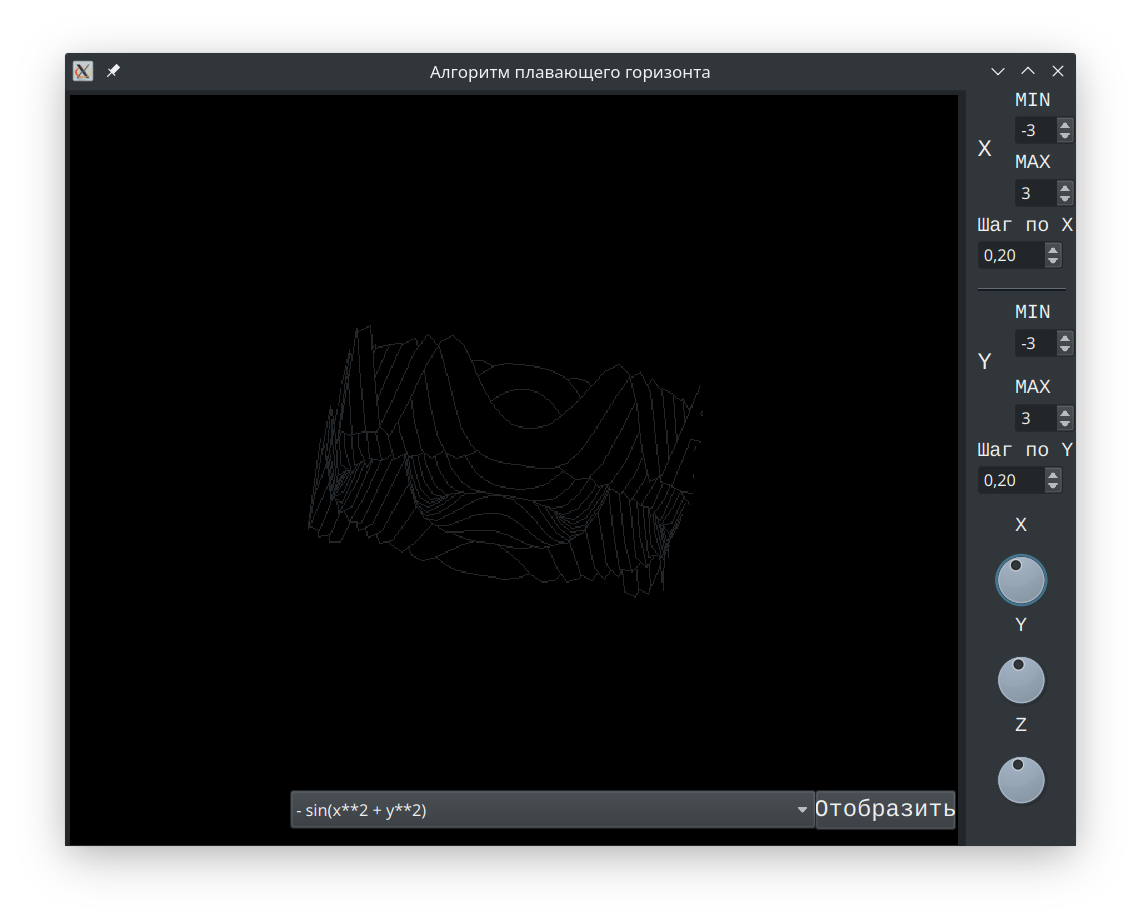 Алгоритм плавающего горизонта
MIN
-3
X
MAX
3
Шаг по X
0,20
MIN
-3
Y
MAX
3
Шаг по Y
0,20
X
Y
Z
- sin(x**2 + y**2)
Отобразить